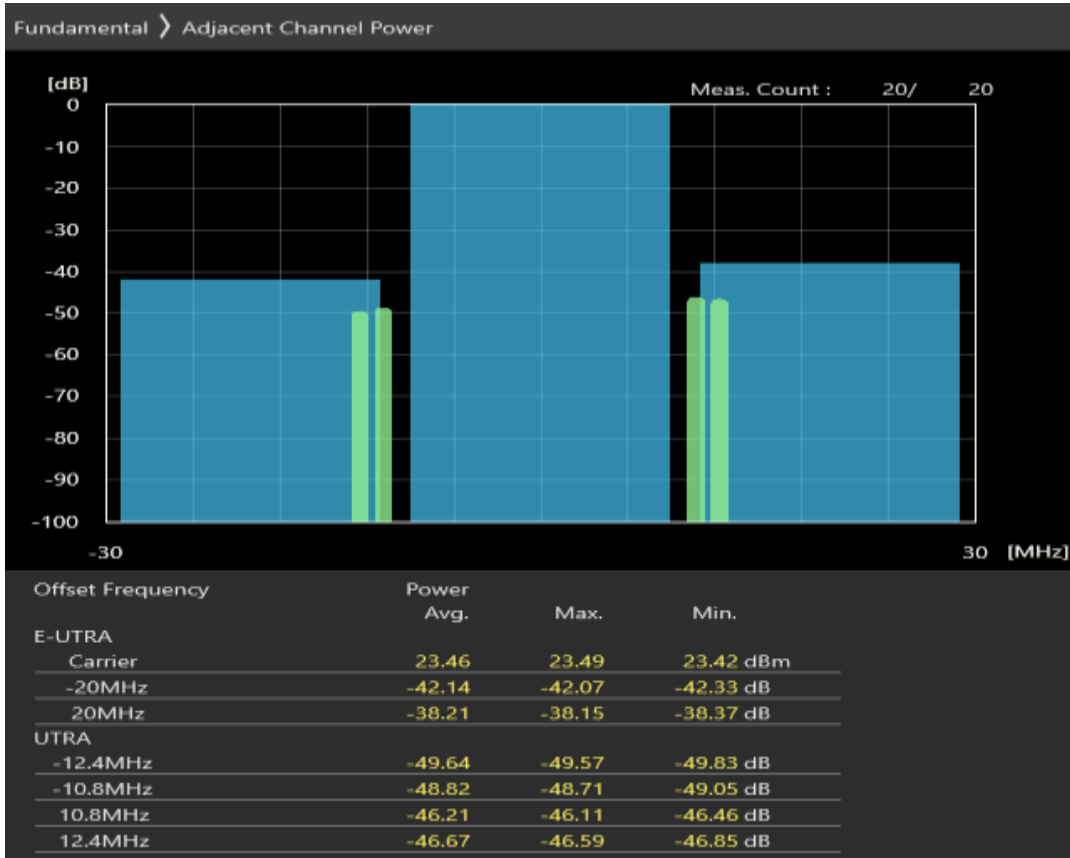 Fundamental > Adjacent Channel Power
[dB]
Meas. Count : 20/ 20
0
-10
-20
-30
-40
-50
-60
-70
-80
-90
-100
-30 30 [MHz]
Offset Frequency Power
Avg. Max. Min.
E-UTRA
Carrier 23.46 23.49 23.42 dBm
-20MHz -42.14 -42.07 -42.33 dB
20MHz -38.21 -38.15 -38.37 dB
UTRA
-12.4MHz -49.64 -49.57 -49.83 dB
-10.8MHz -48.82 -48.71 -49.05 dB
10.8MHz -46.21 -46.11 -46.46 dB
12.4MHz -46.67 -46.59 -46.85 dB